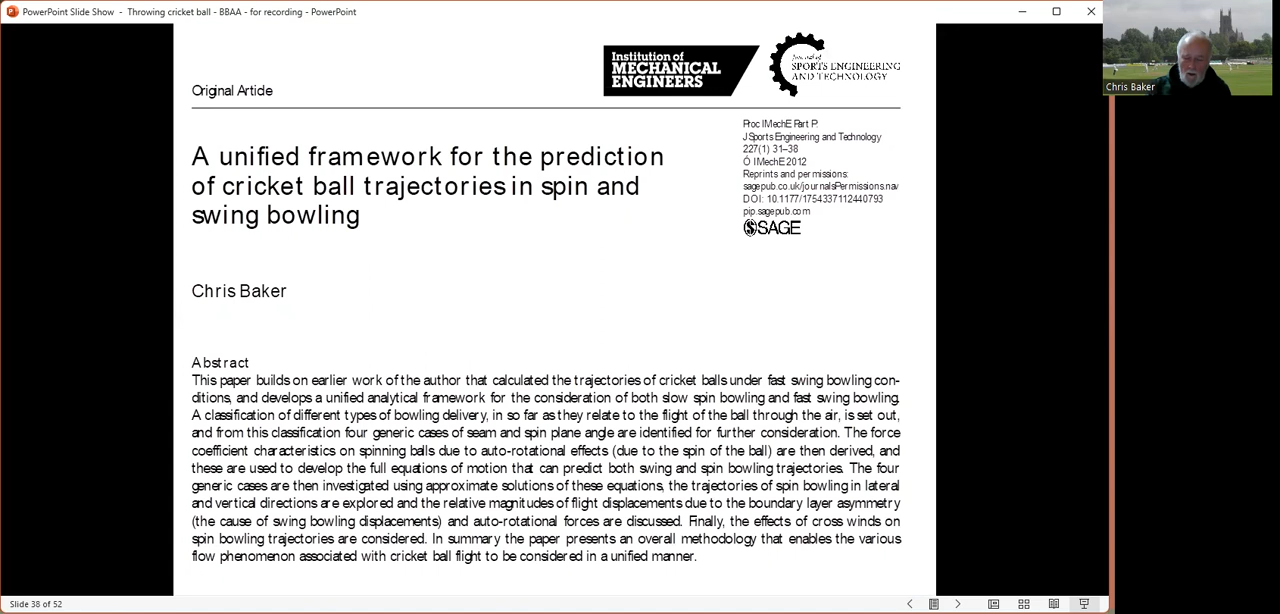 PowerPoint Slide Show - Throwing cricket ball - BBAA - for recording - PowerPoint
Chris Baker
Institution of
MECHANICAL
ENGINEERS
Journal of
SPORTS ENGINEERING
AND TECHNOLOGY
Original Article
Proc IMechE Part P:
J Sports Engineering and Technology
227(1) 31–38
Ó IMechE 2012
Reprints and permissions:
sagepub.co.uk/journalsPermissions.nav
DOI: 10.1177/1754337112440793
pip.sagepub.com
SAGE
A unified framework for the prediction
of cricket ball trajectories in spin and
swing bowling
Chris Baker
Abstract
This paper builds on earlier work of the author that calculated the trajectories of cricket balls under fast swing bowling con-
ditions, and develops a unified analytical framework for the consideration of both slow spin bowling and fast swing bowling.
A classification of different types of bowling delivery, in so far as they relate to the flight of the ball through the air, is set out,
and from this classification four generic cases of seam and spin plane angle are identified for further consideration. The force
coefficient characteristics on spinning balls due to auto-rotational effects (due to the spin of the ball) are then derived, and
these are used to develop the full equations of motion that can predict both swing and spin bowling trajectories. The four
generic cases are then investigated using approximate solutions of these equations, the trajectories of spin bowling in lateral
and vertical directions are explored and the relative magnitudes of flight displacements due to the boundary layer asymmetry
(the cause of swing bowling displacements) and auto-rotational forces are discussed. Finally, the effects of cross winds on
spin bowling trajectories are considered. In summary the paper presents an overall methodology that enables the various
flow phenomenon associated with cricket ball flight to be considered in a unified manner.
Slide 38 of 52